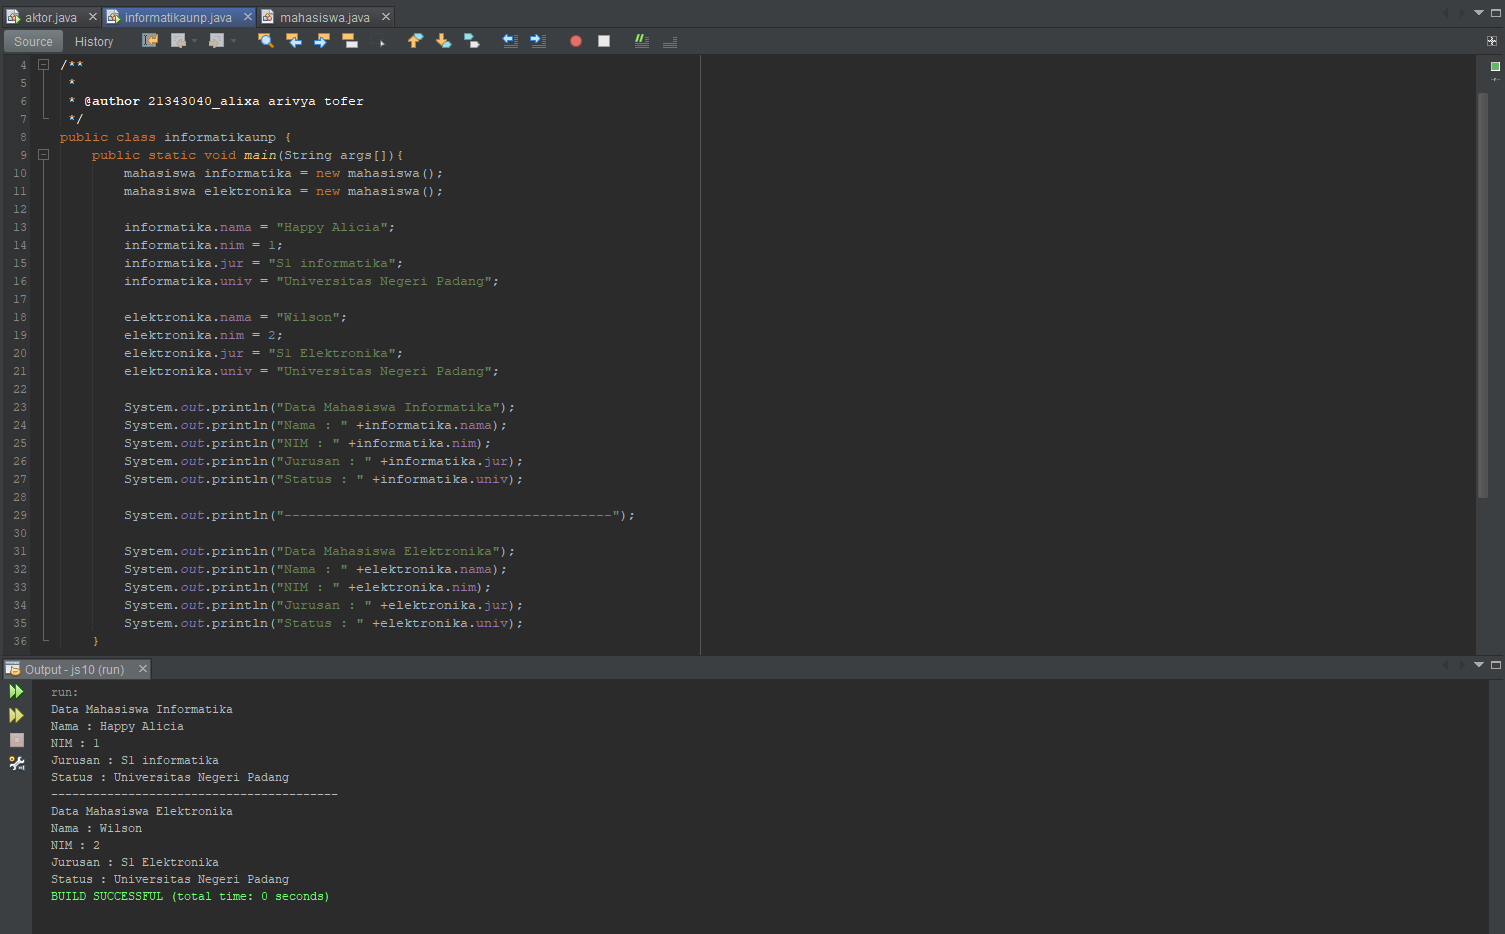 aktor.java informatikaunp.java mahasiswa.java
Source History
4 /**
5 *
6 * @author 21343040_alixa arivya tofer
7 */
8 public class informatikaunp {
9 public static void main(String args[]){
10 mahasiswa informatika = new mahasiswa();
11 mahasiswa elektronika = new mahasiswa();
12
13 informatika.nama = "Happy Alicia";
14 informatika.nim = 1;
15 informatika.jur = "S1 informatika";
16 informatika.univ = "Universitas Negeri Padang";
17
18 elektronika.nama = "Wilson";
19 elektronika.nim = 2;
20 elektronika.jur = "S1 Elektronika";
21 elektronika.univ = "Universitas Negeri Padang";
22
23 System.out.println("Data Mahasiswa Informatika");
24 System.out.println("Nama : " +informatika.nama);
25 System.out.println("NIM : " +informatika.nim);
26 System.out.println("Jurusan : " +informatika.jur);
27 System.out.println("Status : " +informatika.univ);
28
29 System.out.println("-----------------------------------------");
30
31 System.out.println("Data Mahasiswa Elektronika");
32 System.out.println("Nama : " +elektronika.nama);
33 System.out.println("NIM : " +elektronika.nim);
34 System.out.println("Jurusan : " +elektronika.jur);
35 System.out.println("Status : " +elektronika.univ);
36 }
Output - js10 (run)
run:
Data Mahasiswa Informatika
Nama : Happy Alicia
NIM : 1
Jurusan : S1 informatika
Status : Universitas Negeri Padang
-----------------------------------------
Data Mahasiswa Elektronika
Nama : Wilson
NIM : 2
Jurusan : S1 Elektronika
Status : Universitas Negeri Padang
BUILD SUCCESSFUL (total time: 0 seconds)